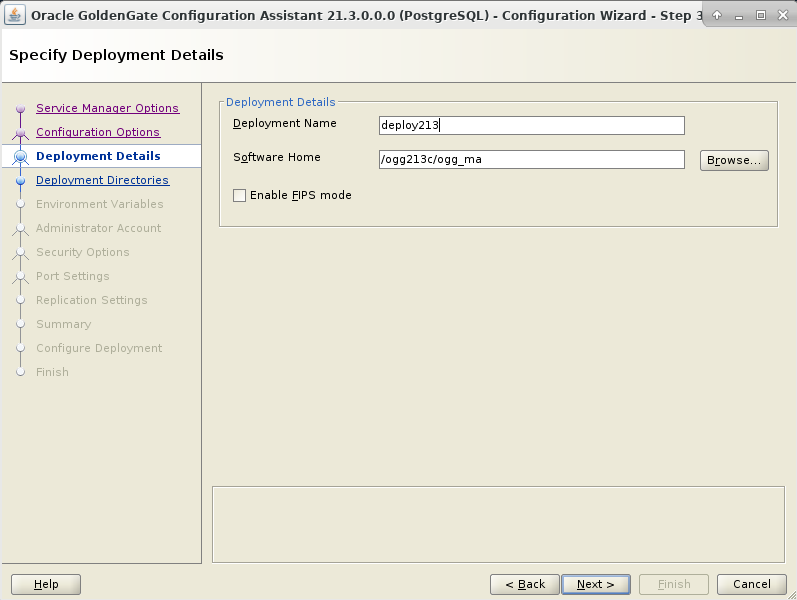 Oracle GoldenGate Configuration Assistant 21.3.0.0.0 (PostgreSQL) - Configuration Wizard - Step 3
Specify Deployment Details
Service Manager Options
Configuration Options
Deployment Details
Deployment Directories
Environment Variables
Administrator Account
Security Options
Port Settings
Replication Settings
Summary
Configure Deployment
Finish
Deployment Details
Deployment Name deploy213
Software Home /ogg213c/ogg_ma Browse...
Enable FIPS mode
Help < Back Next > Finish Cancel